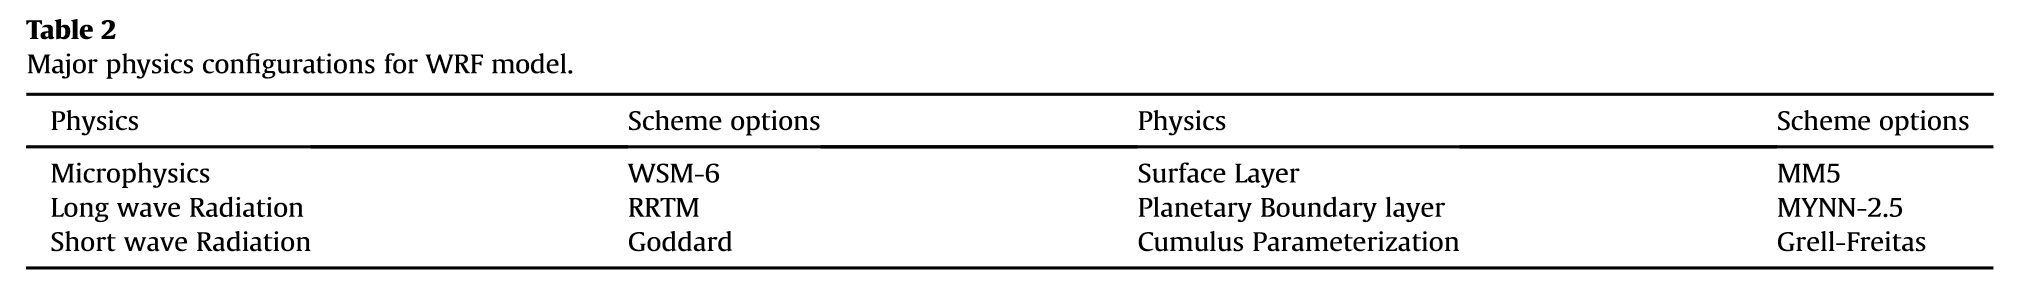 Table 2
Major physics configurations for WRF model.
Physics Scheme options Physics Scheme options
Microphysics WSM-6 Surface Layer MM5
Long wave Radiation RRTM Planetary Boundary layer MYNN-2.5
Short wave Radiation Goddard Cumulus Parameterization Grell-Freitas